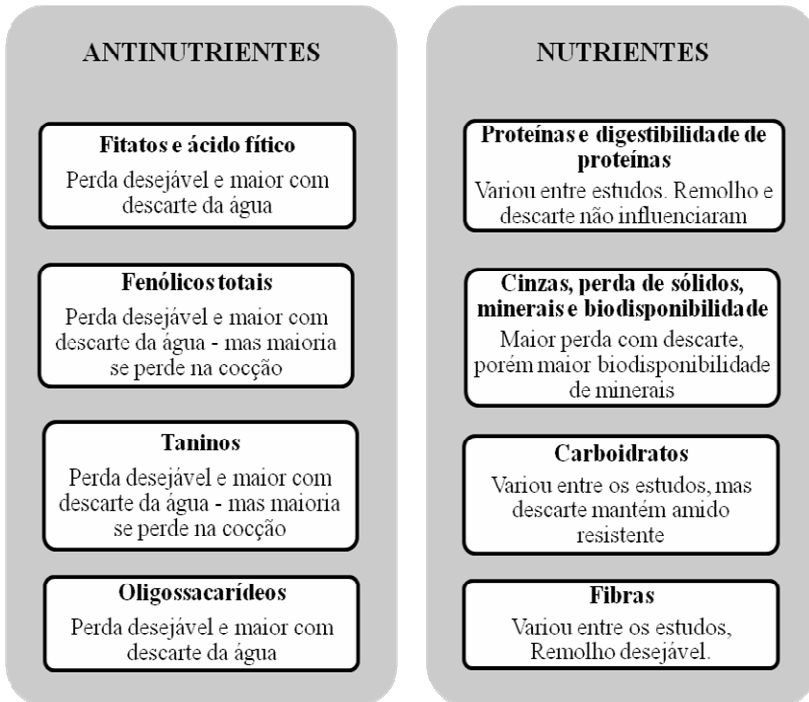 ANTINUTRIENTES
Fitatos e ácido fítico
Perda desejável e maior com
descarte da água
Fenólicos totais
Perda desejável e maior com
descarte da água - mas maioria
se perde na cocção
Taninos
Perda desejável e maior com
descarte da água - mas maioria
se perde na cocção
Oligossacarídeos
Perda desejável e maior com
descarte da água
NUTRIENTES
Proteínas e digestibilidade de
proteínas
Variou entre estudos. Remolho e
descarte não influenciaram
Cinzas, perda de sólidos,
minerais e biodisponibilidade
Maior perda com descarte,
porém maior biodisponibilidade
de minerais
Carboidratos
Variou entre os estudos, mas
descarte mantém amido
resistente
Fibras
Variou entre os estudos,
Remolho desejável.